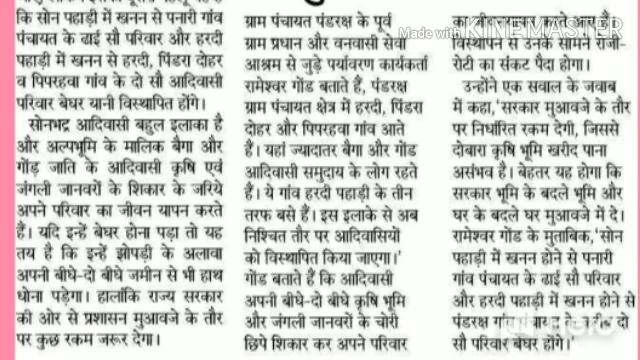 कि सोन पहाड़ी में खनन से पनारी गांव
पंचायत के ढाई सौ परिवार और हरदी
पहाड़ी में खनन से हरदी, पिंडरा दोहर
व पिपरहवा गांव के दो सौ आदिवासी
परिवार बेघर यानी विस्थापित होंगे।
सोनभद्र आदिवासी बहुल इलाका है
और अल्पभूमि के मालिक बैगा और
गोंड़ जाति के आदिवासी कृषि एवं
जंगली जानवरों के शिकार के जरिये
अपने परिवार का जीवन यापन करते
हैं। यदि इन्हें बेघर होना पड़ा तो यह
तय है कि इन्हें झोपड़ी के अलावा
अपनी बीघे-दो बीघे जमीन से भी हाथ
धोना पड़ेगा। हालांकि राज्य सरकार
की ओर से प्रशासन मुआवजे के तौर
पर कुछ रकम जरूर देगा।
ग्राम पंचायत पंडरक्ष के पूर्व
ग्राम प्रधान और वनवासी सेवा
आश्रम से जुड़े पर्यावरण कार्यकर्ता
रामेश्वर गोंड बताते हैं, पंडरक्ष
ग्राम पंचायत क्षेत्र में हरदी, पिंडरा
दोहर और पिपरहवा गांव आते
हैं। यहां ज्यादातर बैगा और गोंड
आदिवासी समुदाय के लोग रहते
हैं। ये गांव हरदी पहाड़ी के तीन
तरफ बसे हैं। इस इलाके से अब
निश्चित तौर पर आदिवासियों
को विस्थापित किया जाएगा।'
गोंड बताते हैं कि आदिवासी
अपनी बीघे-दो बीघे कृषि भूमि
और जंगली जानवरों के चोरी
छिपे शिकार कर अपने परिवार
का जीवन बसर करते आए हैं
विस्थापन से उनके सामने राजी-
रोटी का संकट पैदा होगा।
उन्होंने एक सवाल के जवाब
में कहा, 'सरकार मुआवजे के तौर
पर निर्धारित रकम देगी, जिससे
दोबारा कृषि भूमि खरीद पाना
असंभव है। बेहतर यह होगा कि
सरकार भूमि के बदले भूमि और
घर के बदले घर मुआवजे में दे।
रामेश्वर गोंड के मुताबिक, 'सोन
पहाड़ी में खनन होने से पनारी
गांव पंचायत के ढाई सौ परिवार
और हरदी पहाड़ी में खनन होने से
पंडरक्ष गांव पंचायत के करीब दो
सौ परिवार बेघर होंगे।'
Made with KINEMASTER